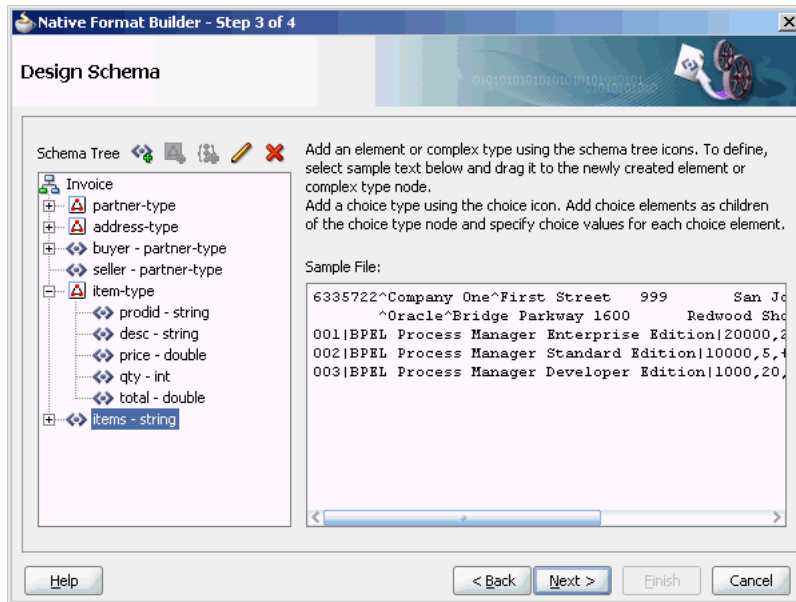 Native Format Builder - Step 3 of 4
Design Schema
Schema Tree
Invoice
partner-type
address-type
buyer - partner-type
seller - partner-type
item-type
prodid - string
desc - string
price - double
qty - int
total - double
items - string
Add an element or complex type using the schema tree icons. To define,
select sample text below and drag it to the newly created element or
complex type node.
Add a choice type using the choice icon. Add choice elements as children
of the choice type node and specify choice values for each choice element.
Sample File:
6335722^Company One^First Street 999 San Jo
^Oracle^Bridge Parkway 1600 Redwood Sho
001|BPEL Process Manager Enterprise Edition|20000,2
002|BPEL Process Manager Standard Edition|10000,5,
003|BPEL Process Manager Developer Edition|1000,20,
Help
< Back
Next >
Finish
Cancel